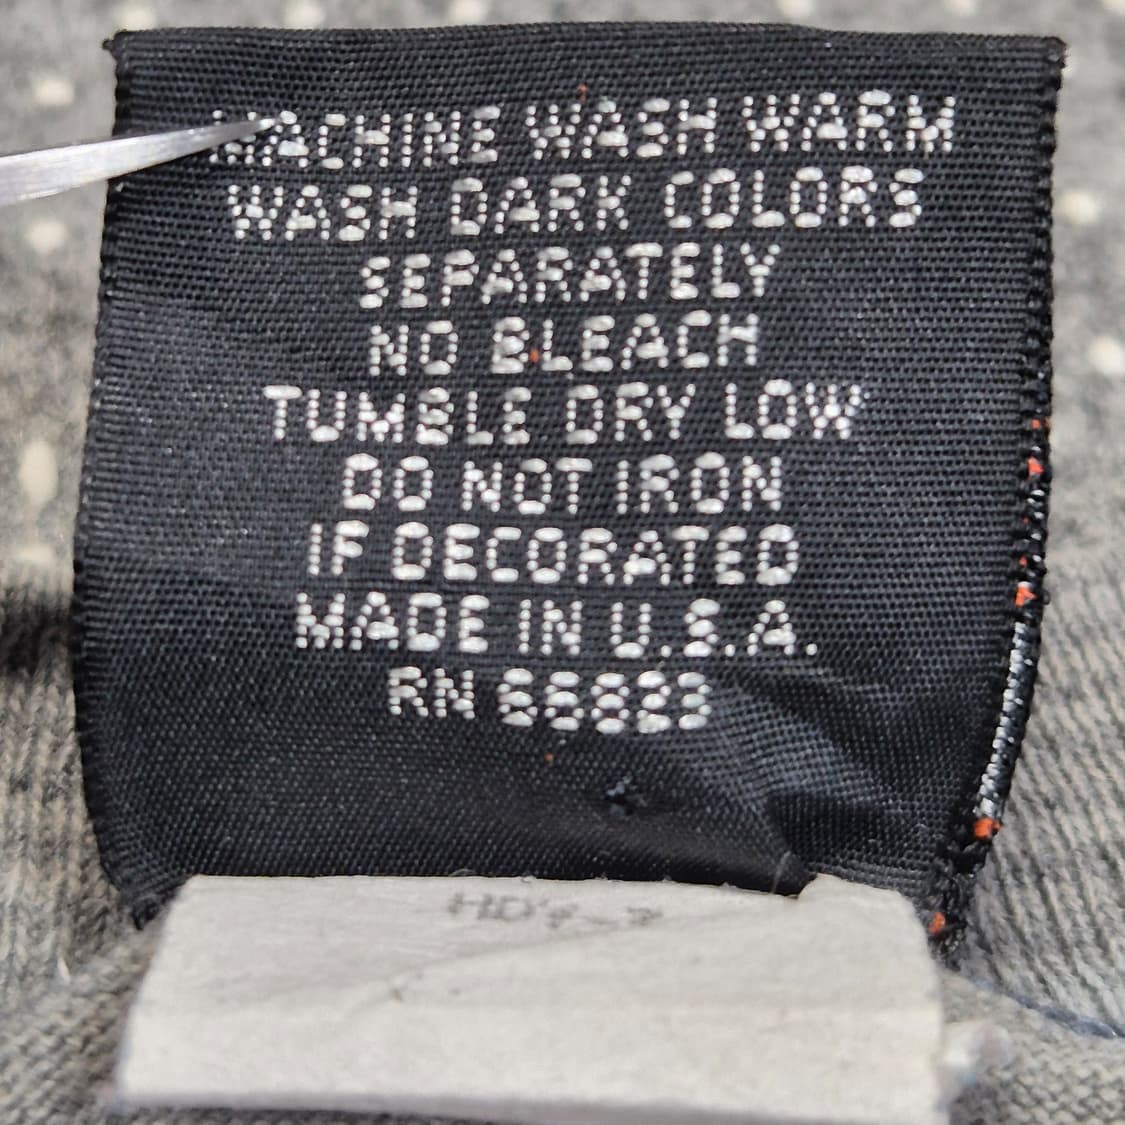 MACHINE WASH WARM
WASH DARK COLORS
SEPARATELY
NO BLEACH
TUMBLE DRY LOW
DO NOT IRON
IF DECORATED
MADE IN U.S.A.
RN